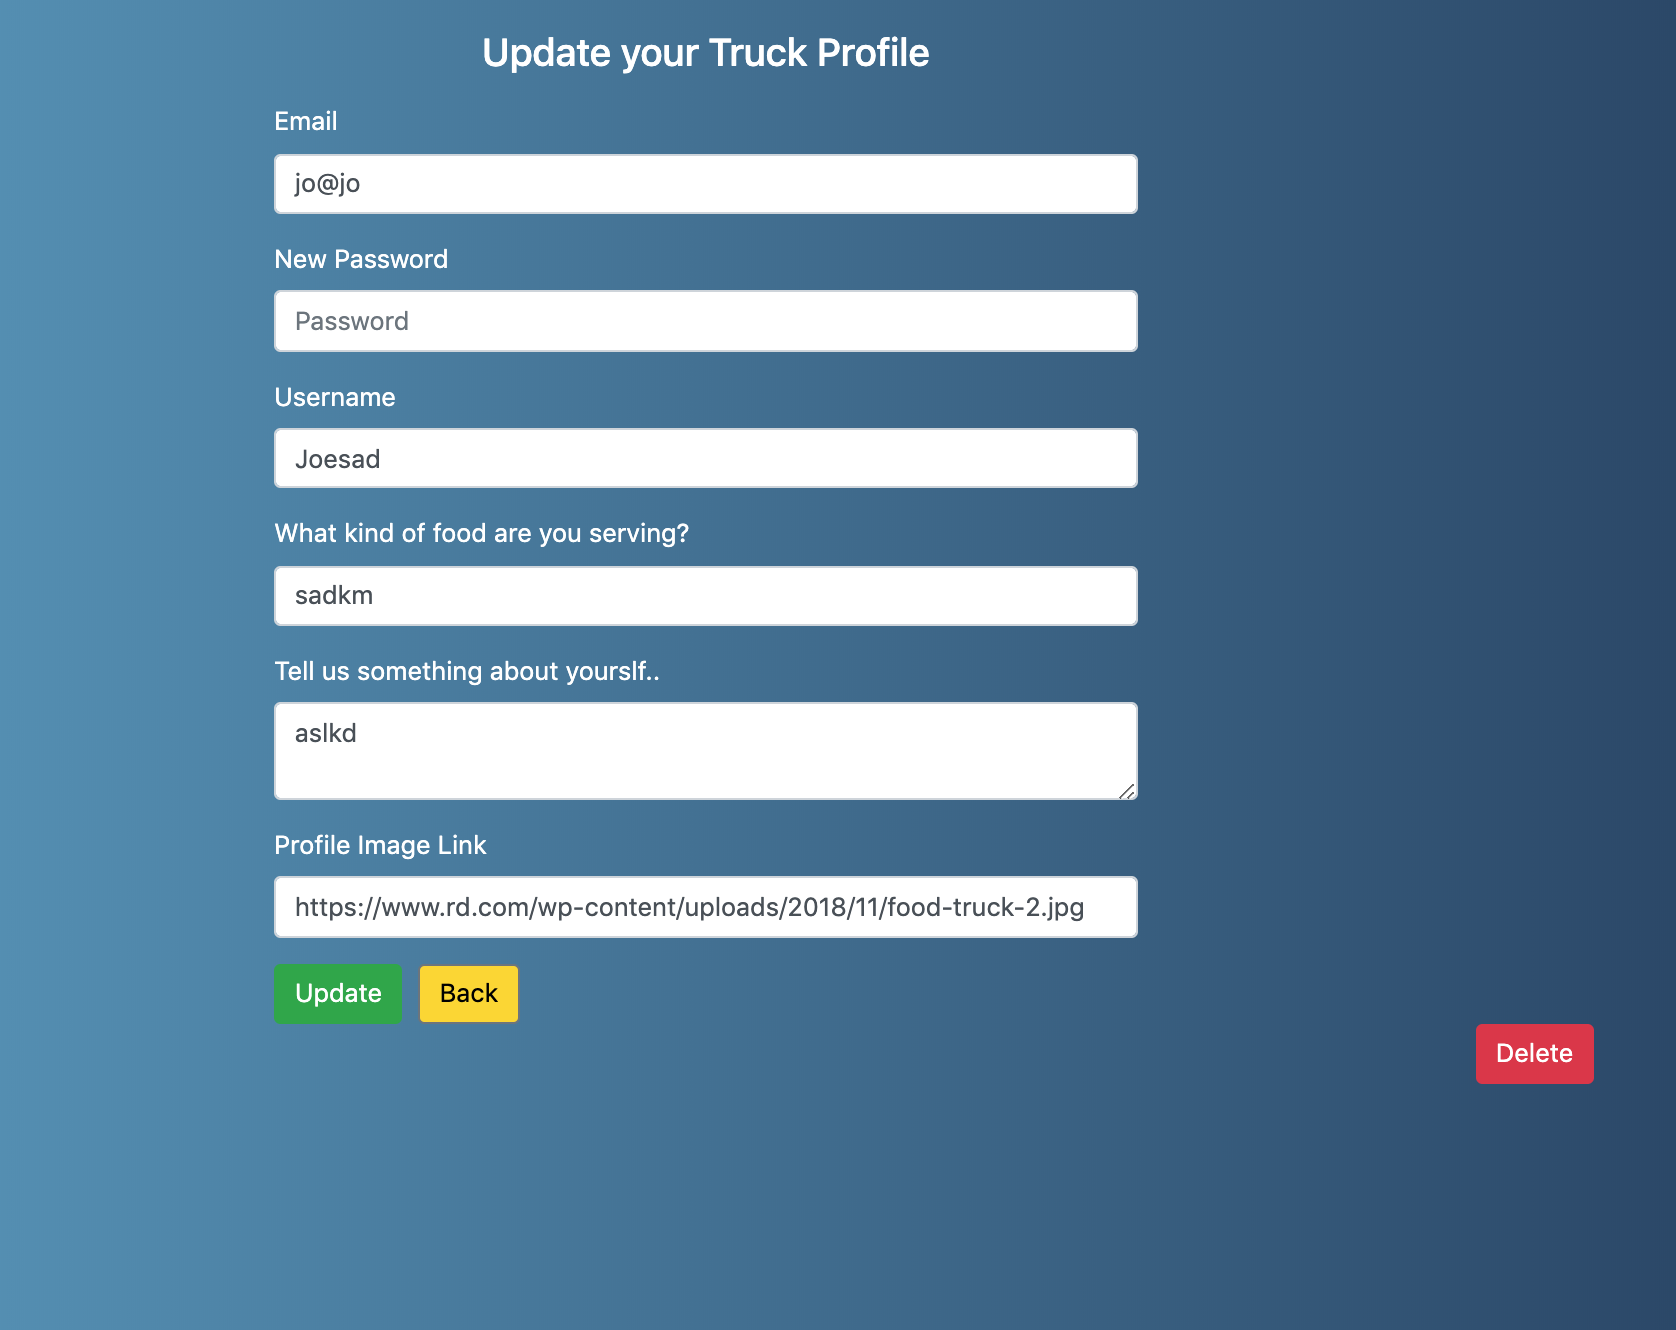 Update your Truck Profile
Email
jo@jo
New Password
Password
Username
Joesad
What kind of food are you serving?
sadkm
Tell us something about yourslf..
aslkd
Profile Image Link
https://www.rd.com/wp-content/uploads/2018/11/food-truck-2.jpg
Update Back
Delete